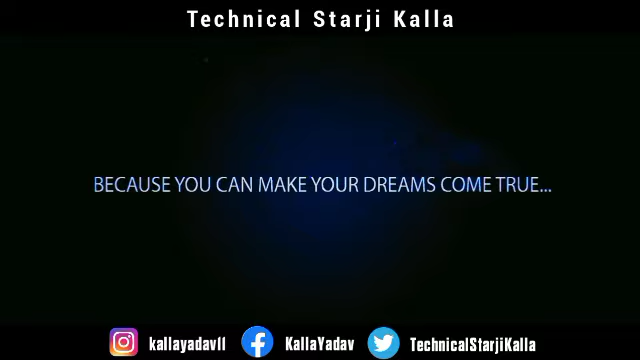 Technical Starji Kalla
BECAUSE YOU CAN MAKE YOUR DREAMS COME TRUE...
kallayadav11 KallaYadav TechnicalStarjiKalla